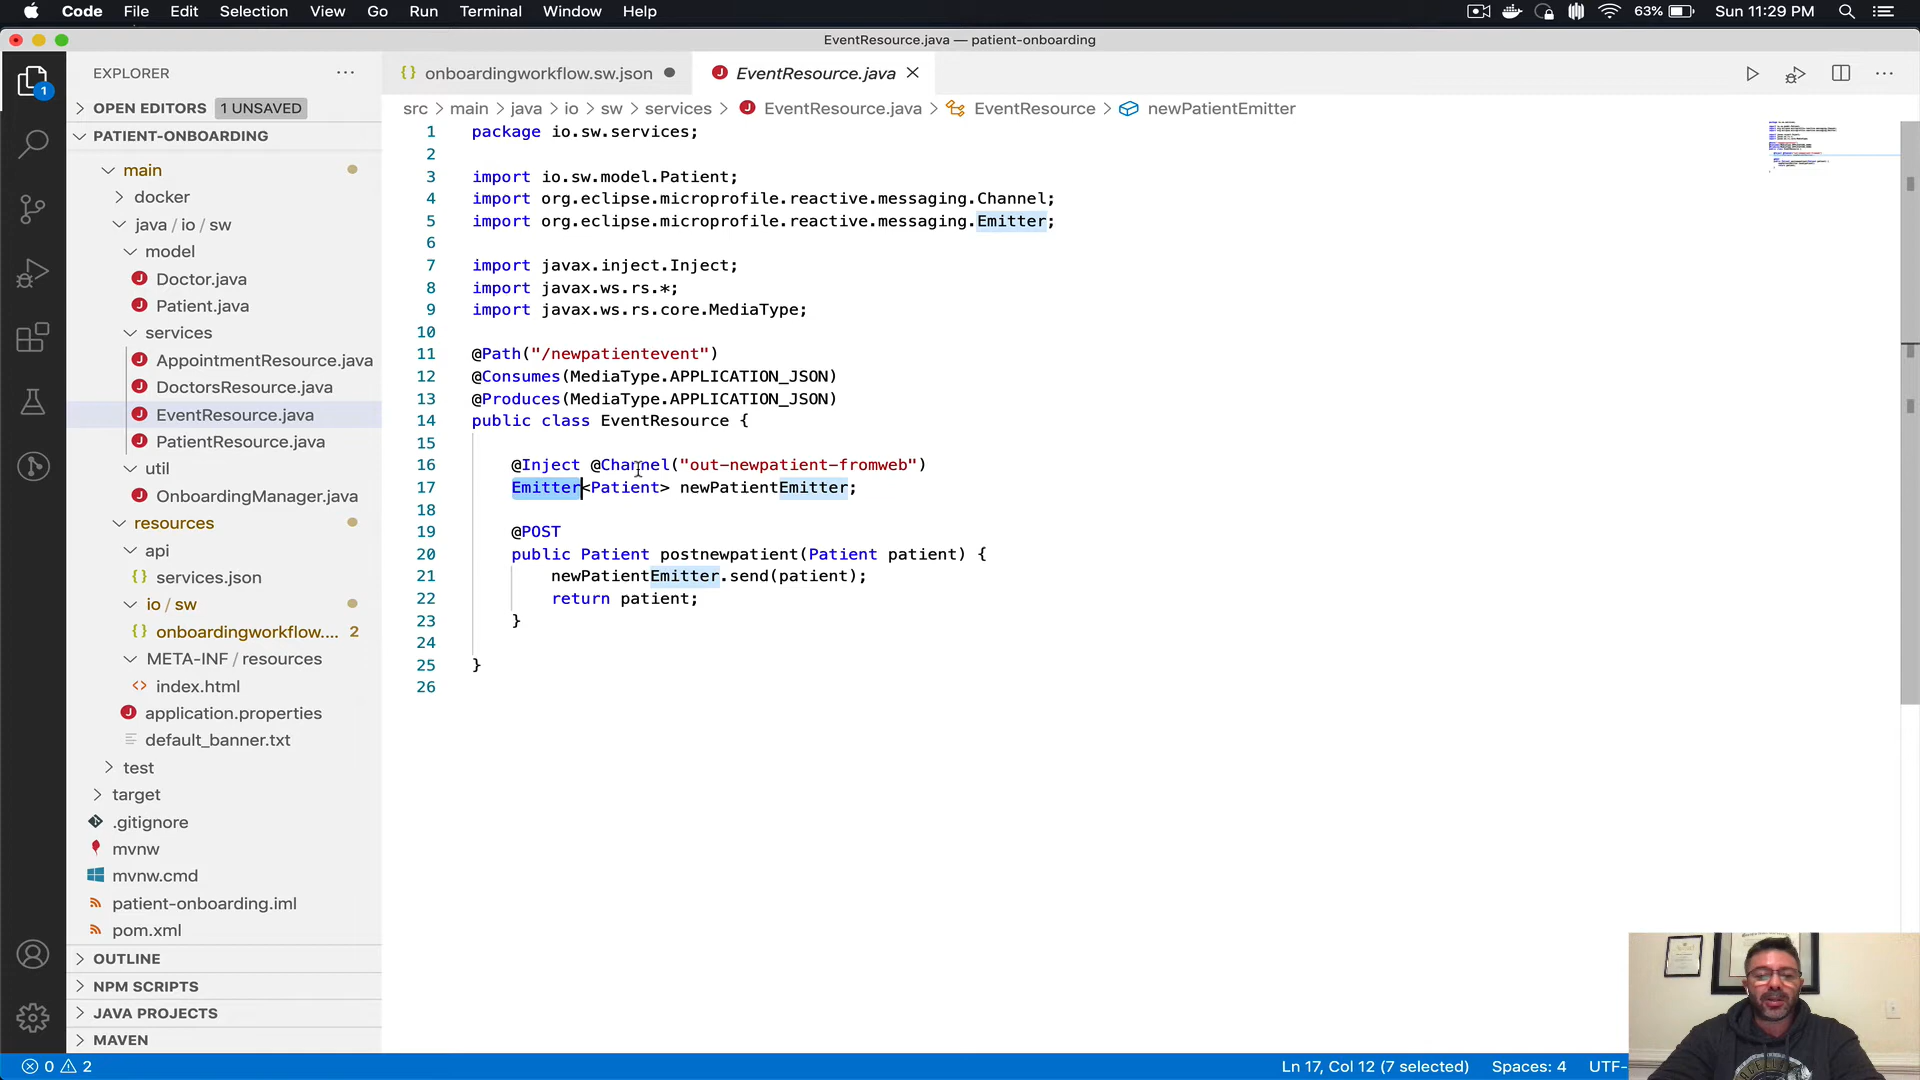 Code File Edit Selection View Go Run Terminal Window Help 63% Sun 11:29 PM
EventResource.java — patient-onboarding
EXPLORER
onboardingworkflow.sw.json EventResource.java
OPEN EDITORS 1 UNSAVED
src > main > java > io > sw > services > EventResource.java > EventResource > newPatientEmitter
PATIENT-ONBOARDING
main
docker
java / io / sw
model
Doctor.java
Patient.java
services
AppointmentResource.java
DoctorsResource.java
EventResource.java
PatientResource.java
util
OnboardingManager.java
resources
api
services.json
io / sw
onboardingworkflow.... 2
META-INF / resources
index.html
application.properties
default_banner.txt
test
target
.gitignore
mvnw
mvnw.cmd
patient-onboarding.iml
pom.xml
OUTLINE
NPM SCRIPTS
JAVA PROJECTS
MAVEN
1 package io.sw.services;
2
3 import io.sw.model.Patient;
4 import org.eclipse.microprofile.reactive.messaging.Channel;
5 import org.eclipse.microprofile.reactive.messaging.Emitter;
6
7 import javax.inject.Inject;
8 import javax.ws.rs.*;
9 import javax.ws.rs.core.MediaType;
10
11 @Path("/newpatientevent")
12 @Consumes(MediaType.APPLICATION_JSON)
13 @Produces(MediaType.APPLICATION_JSON)
14 public class EventResource {
15
16 @Inject @Channel("out-newpatient-fromweb")
17 Emitter<Patient> newPatientEmitter;
18
19 @POST
20 public Patient postnewpatient(Patient patient) {
21 newPatientEmitter.send(patient);
22 return patient;
23 }
24
25 }
26
1
0 2 Ln 17, Col 12 (7 selected) Spaces: 4 UTF-